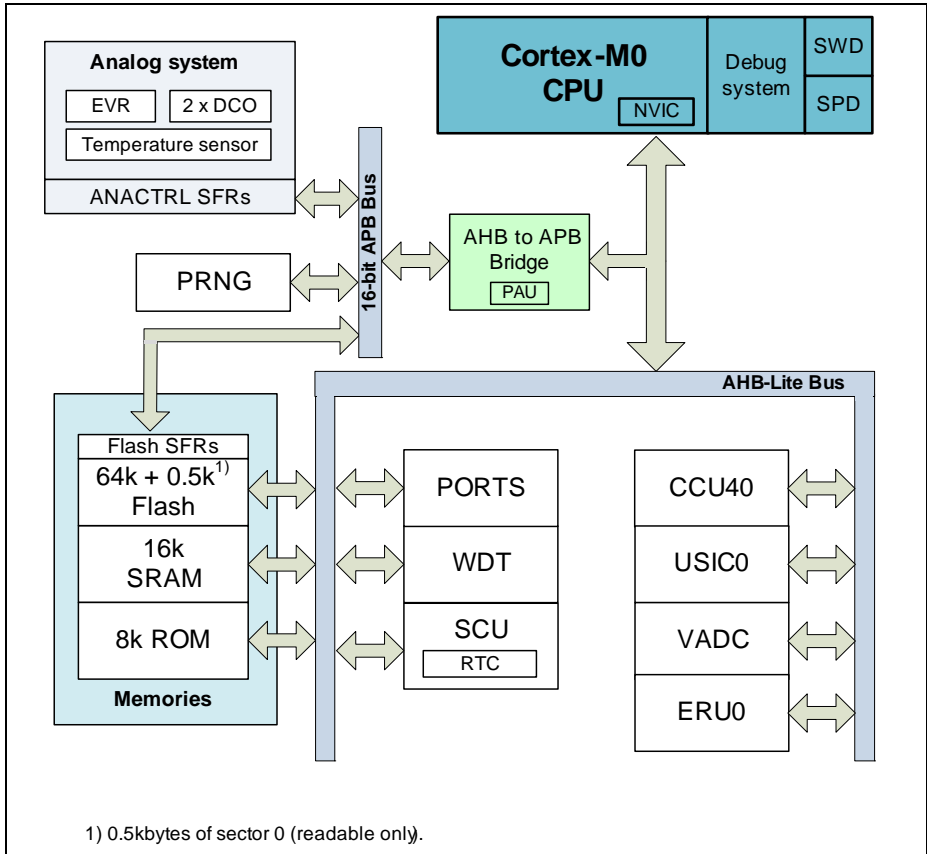 Analog system
EVR
2 x DCO
Temperature sensor
ANACTRL SFRs
Cortex-M0
CPU
NVIC
Debug
system
SWD
SPD
16-bit APB Bus
PRNG
AHB to APB
Bridge
PAU
AHB-Lite Bus
Flash SFRs
64k + 0.5k1)
Flash
16k
SRAM
8k ROM
Memories
PORTS
WDT
SCU
RTC
CCU40
USIC0
VADC
ERU0
1) 0.5kbytes of sector 0 (readable only).